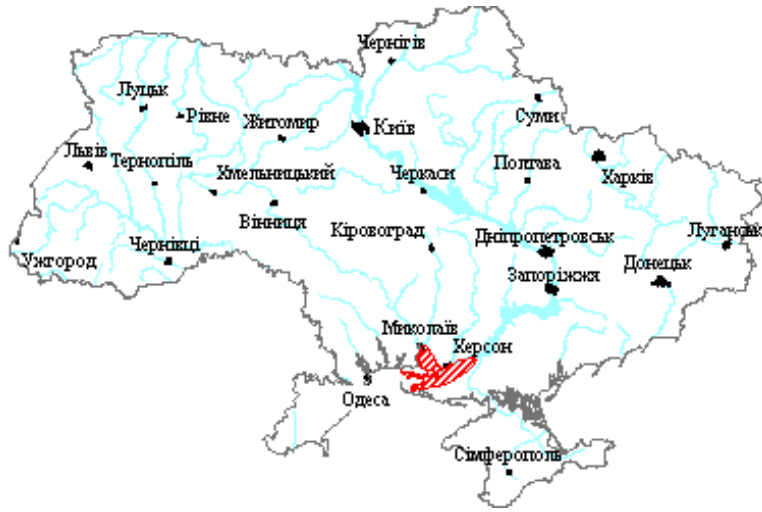 Чернігів
Луцьк
Рівне
Житомир
Київ
Суми
Львів
Тернопіль
Хмельницький
Черкаси
Полтава
Харків
Вінниця
Кіровоград
Дніпропетровськ
Луганськ
Ужгород
Чернівці
Запоріжжя
Донецьк
Миколаїв
Херсон
Одеса
Сімферополь